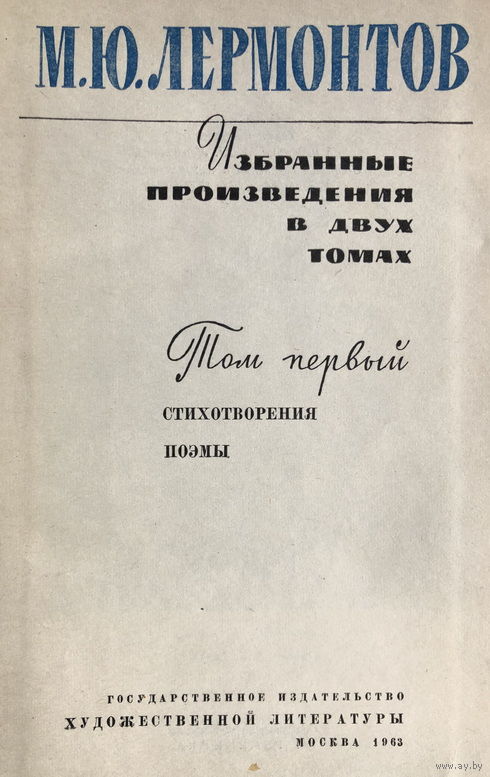 М.Ю.ЛЕРМОНТОВ
ИЗБРАННЫЕ
ПРОИЗВЕДЕНИЯ
В ДВУХ
ТОМАХ
Том первый
СТИХОТВОРЕНИЯ
ПОЭМЫ
ГОСУДАРСТВЕННОЕ ИЗДАТЕЛЬСТВО
ХУДОЖЕСТВЕННОЙ ЛИТЕРАТУРЫ
МОСКВА 1963
www.ay.by